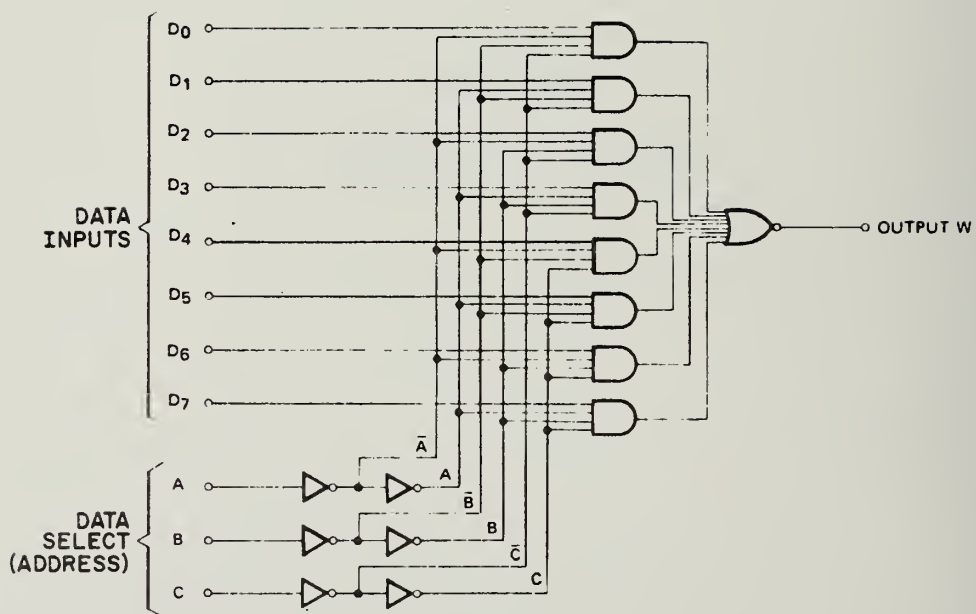 D0
D1
D2
D3
DATA
INPUTS
D4
D5
D6
D7
OUTPUT W
Ā
A
B̄
B
C̄
C
DATA
SELECT
(ADDRESS)
A
B
C